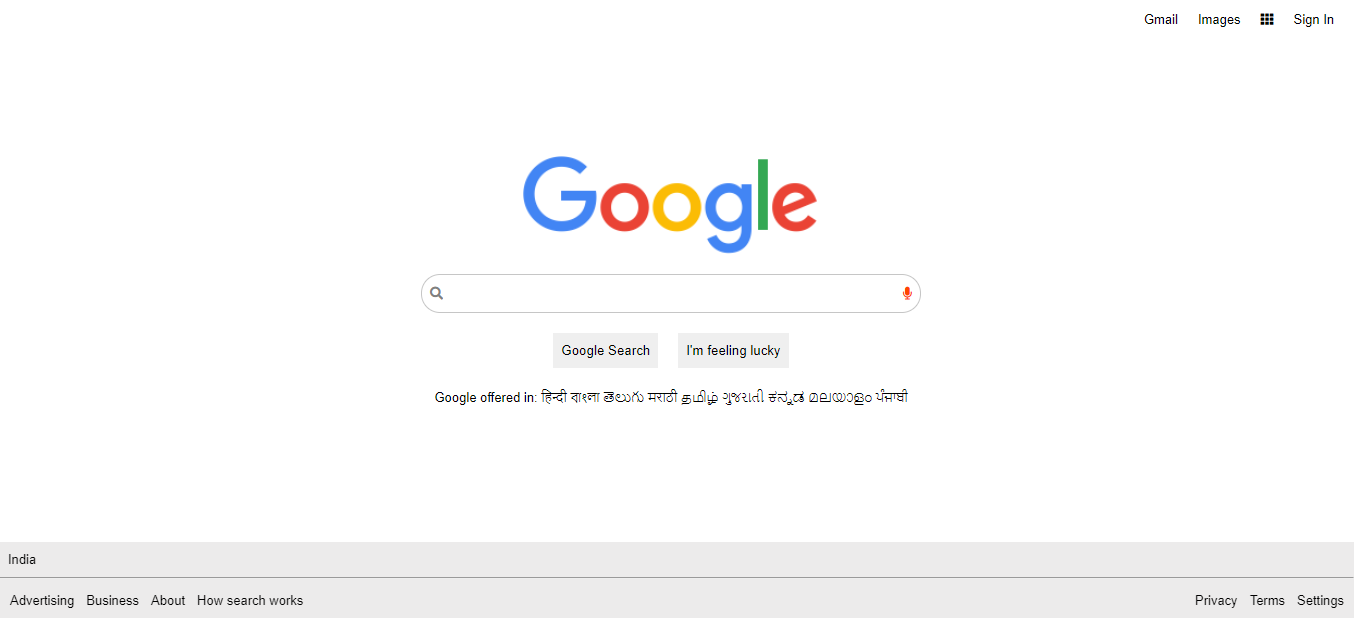 Gmail Images Sign In
Google
Google Search I'm feeling lucky
Google offered in: हिन्दी বাংলা తెలుగు मराठी தமிழ் ગુજરાતી ಕನ್ನಡ മലയാളം ਪੰਜਾਬੀ
India
Advertising Business About How search works Privacy Terms Settings